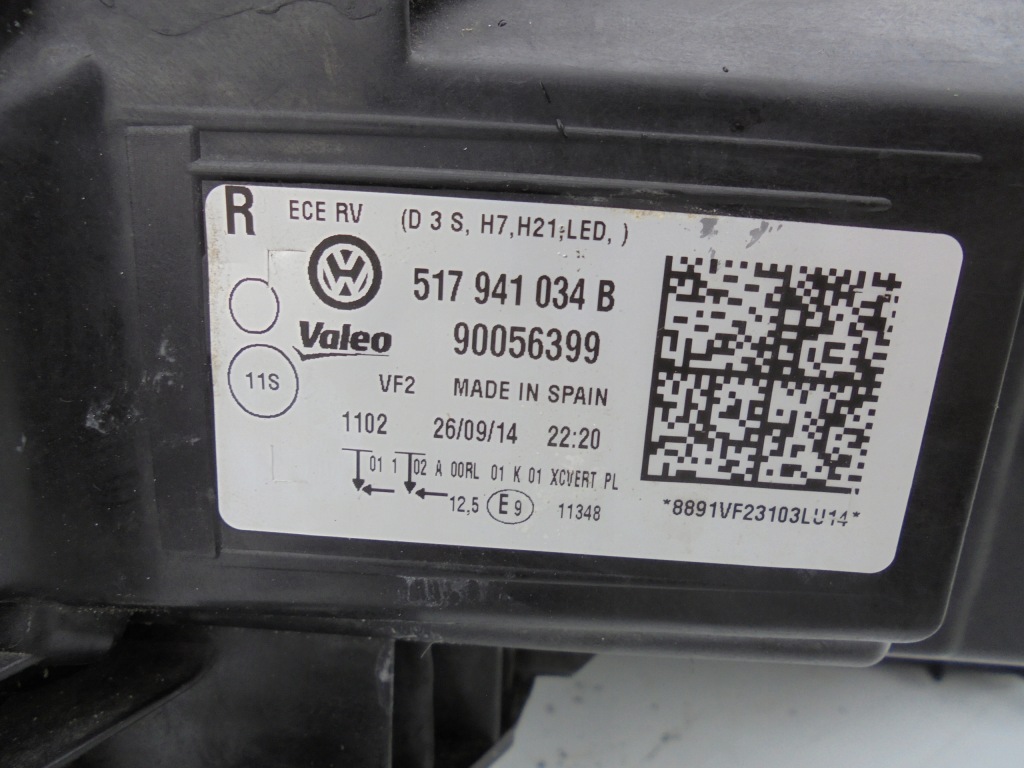 R ECE RV (D 3 S, H7, H21, LED, )
517 941 034 B
Valeo 90056399
11S VF2 MADE IN SPAIN
1102 26/09/14 22:20
01 1 02 A 00RL 01 K 01 XCVERT PL
12,5 E9 11348
*8891VF23103LU14*